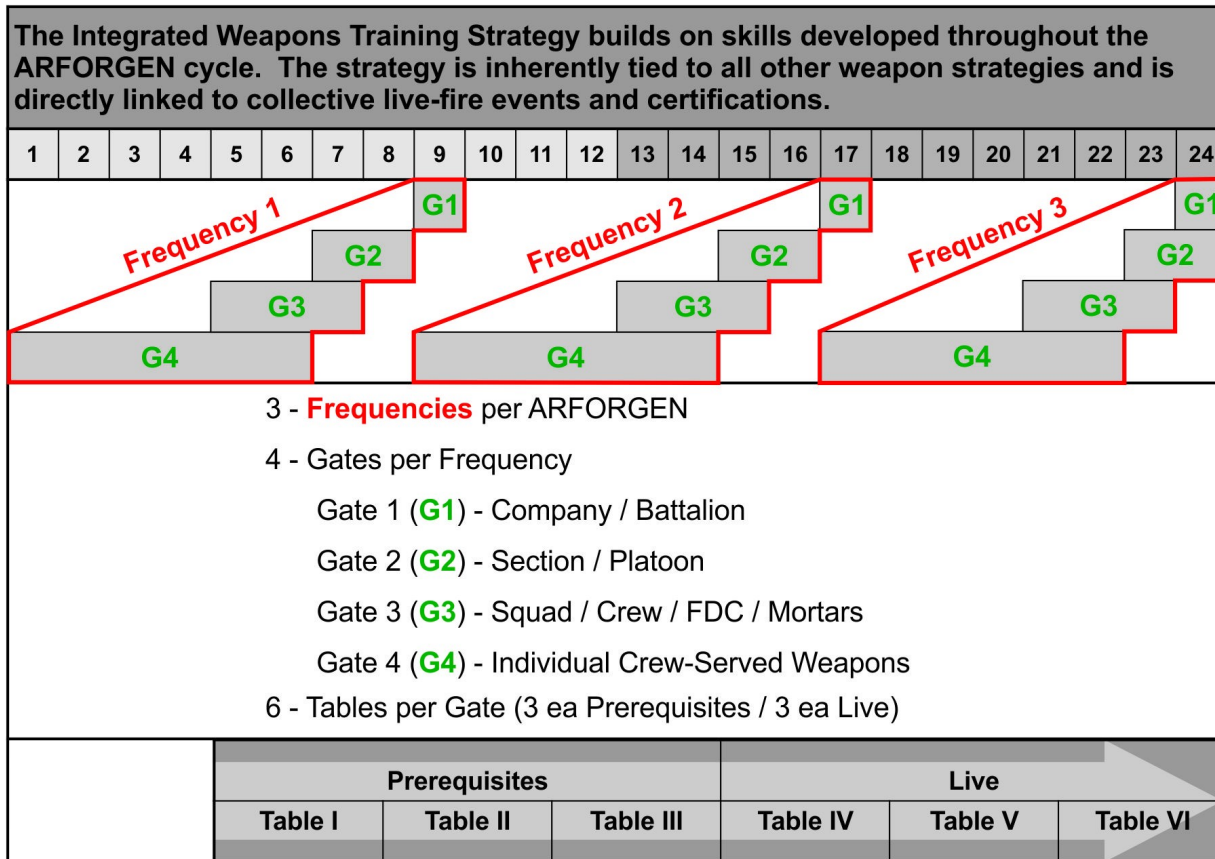 The Integrated Weapons Training Strategy builds on skills developed throughout the
ARFORGEN cycle.  The strategy is inherently tied to all other weapon strategies and is
directly linked to collective live-fire events and certifications.
1 2 3 4 5 6 7 8 9 10 11 12 13 14 15 16 17 18 19 20 21 22 23 24
Frequency 1
G1
G2
G3
G4
Frequency 2
G1
G2
G3
G4
Frequency 3
G1
G2
G3
G4
3 - Frequencies per ARFORGEN
4 - Gates per Frequency
Gate 1 (G1) - Company / Battalion
Gate 2 (G2) - Section / Platoon
Gate 3 (G3) - Squad / Crew / FDC / Mortars
Gate 4 (G4) - Individual Crew-Served Weapons
6 - Tables per Gate (3 ea Prerequisites / 3 ea Live)
Prerequisites Live
Table I Table II Table III Table IV Table V Table VI